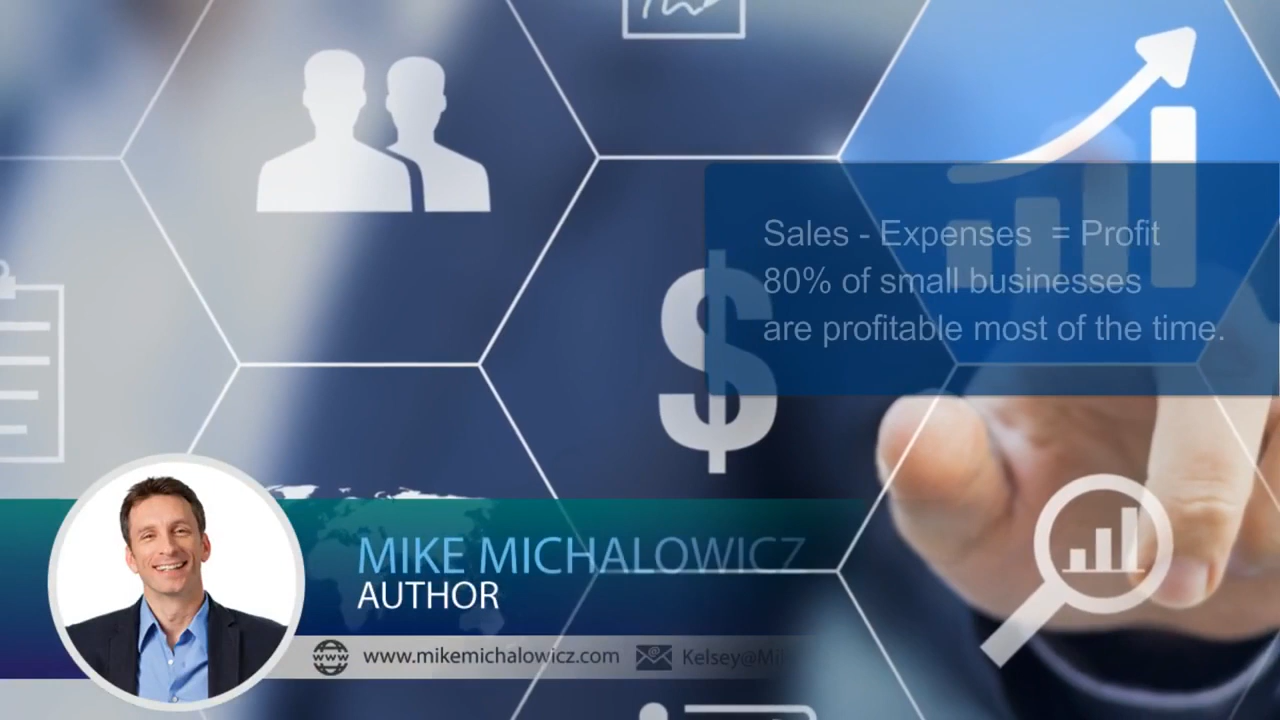 Sales - Expenses = Profit
80% of small businesses
are profitable most of the time.
MIKE MICHALOWICZ
AUTHOR
www.mikemichalowicz.com
www
@